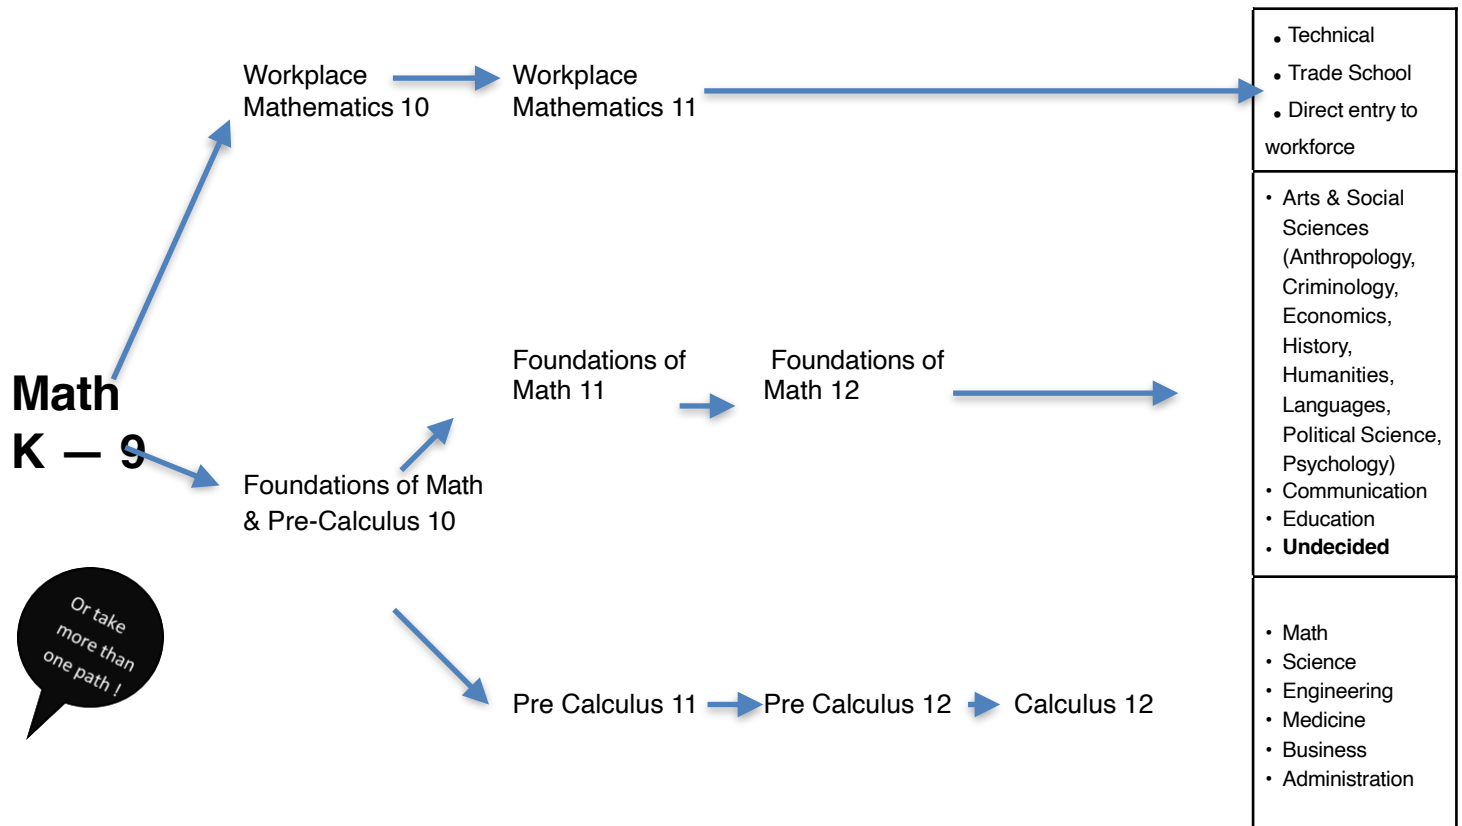 Math
K — 9
Or take
more than
one path !
Workplace
Mathematics 10
Workplace
Mathematics 11
Foundations of Math
& Pre-Calculus 10
Foundations of
Math 11
Foundations of
Math 12
Pre Calculus 11
Pre Calculus 12
Calculus 12
• Technical
• Trade School
• Direct entry to
workforce
• Arts & Social
Sciences
(Anthropology,
Criminology,
Economics,
History,
Humanities,
Languages,
Political Science,
Psychology)
• Communication
• Education
• Undecided
• Math
• Science
• Engineering
• Medicine
• Business
• Administration